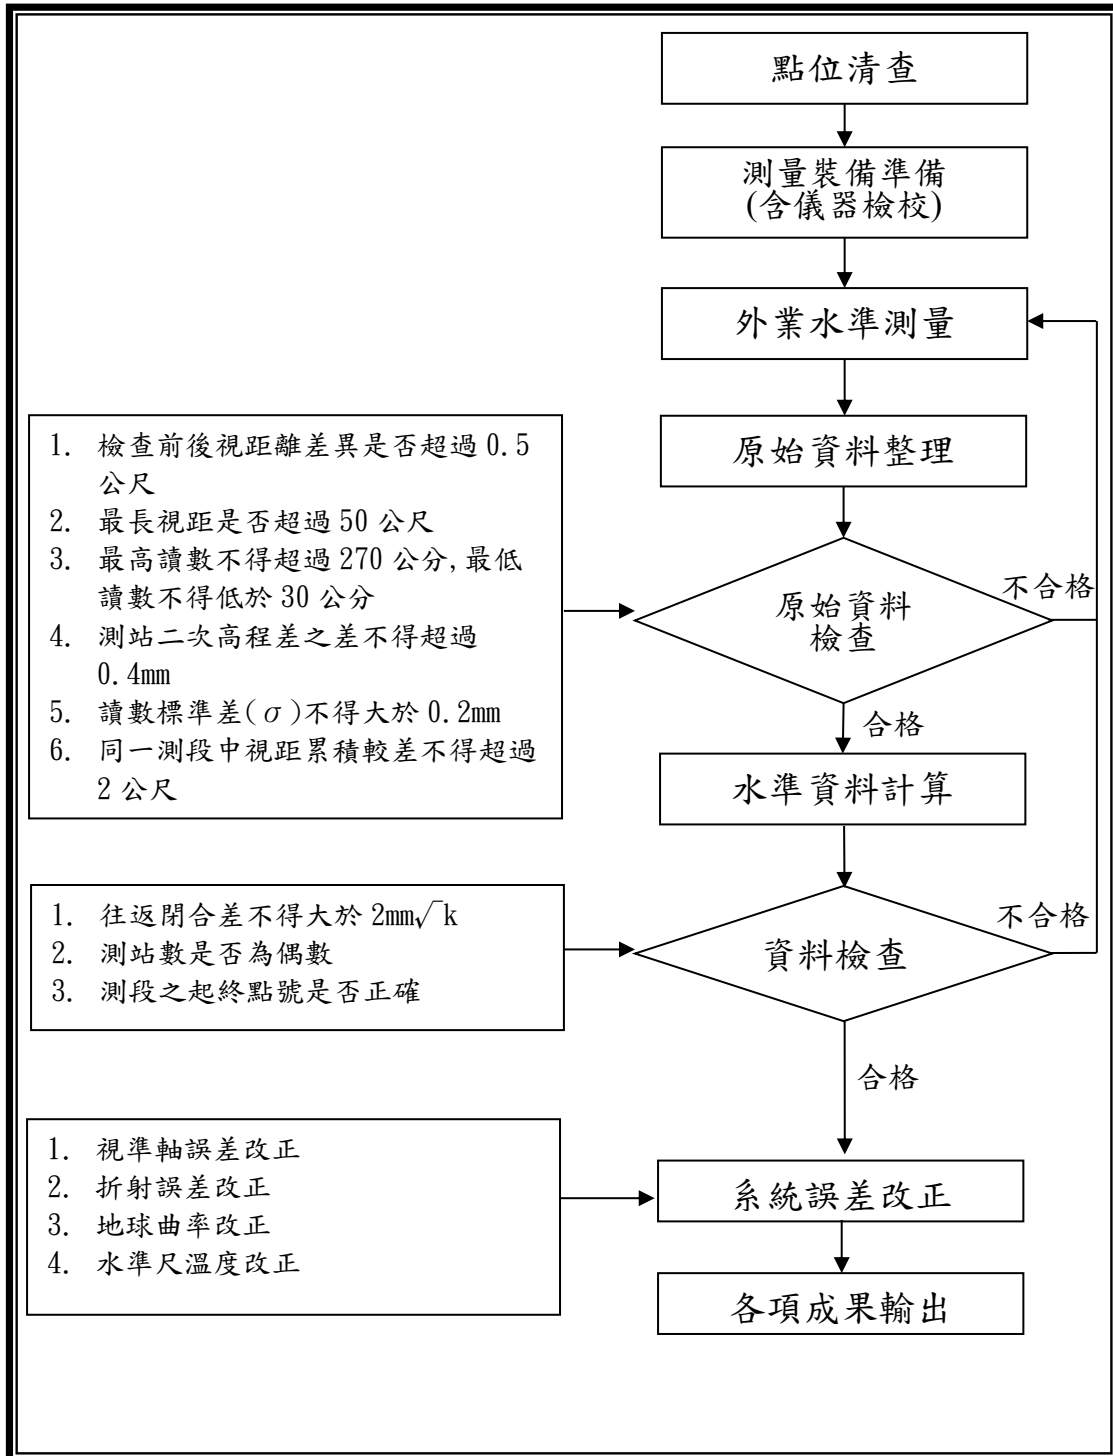 點位清查
測量裝備準備
(含儀器檢校)
外業水準測量
原始資料整理
1. 檢查前後視距離差異是否超過 0.5
公尺
2. 最長視距是否超過 50 公尺
3. 最高讀數不得超過 270 公分,最低
讀數不得低於 30 公分
4. 測站二次高程差之差不得超過
0.4mm
5. 讀數標準差(σ)不得大於 0.2mm
6. 同一測段中視距累積較差不得超過
2 公尺
原始資料
檢查
不合格
合格
水準資料計算
1. 往返閉合差不得大於 2mm√k
2. 測站數是否為偶數
3. 測段之起終點號是否正確
資料檢查
不合格
合格
1. 視準軸誤差改正
2. 折射誤差改正
3. 地球曲率改正
4. 水準尺溫度改正
系統誤差改正
各項成果輸出